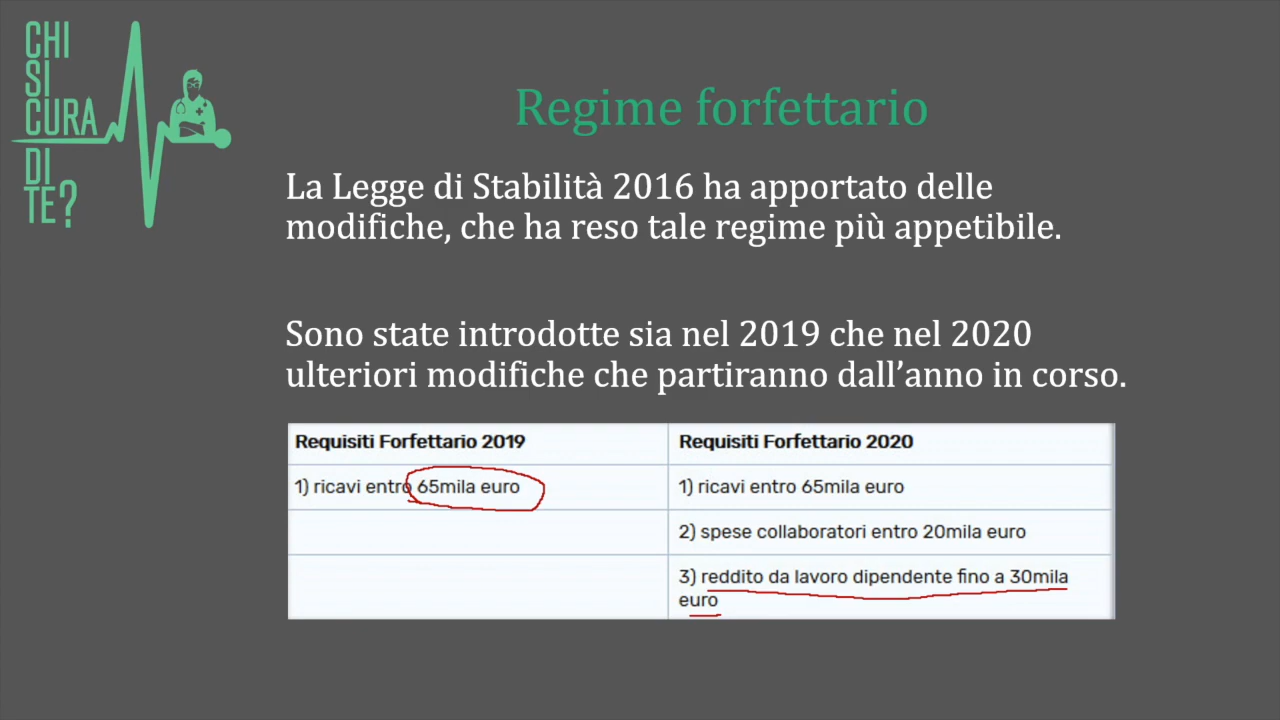 CHI
SI
CURA
DI
TE?
Regime forfettario
La Legge di Stabilità 2016 ha apportato delle
modifiche, che ha reso tale regime più appetibile.
Sono state introdotte sia nel 2019 che nel 2020
ulteriori modifiche che partiranno dall’anno in corso.
Requisiti Forfettario 2019
Requisiti Forfettario 2020
1) ricavi entro 65mila euro
1) ricavi entro 65mila euro
2) spese collaboratori entro 20mila euro
3) reddito da lavoro dipendente fino a 30mila
euro